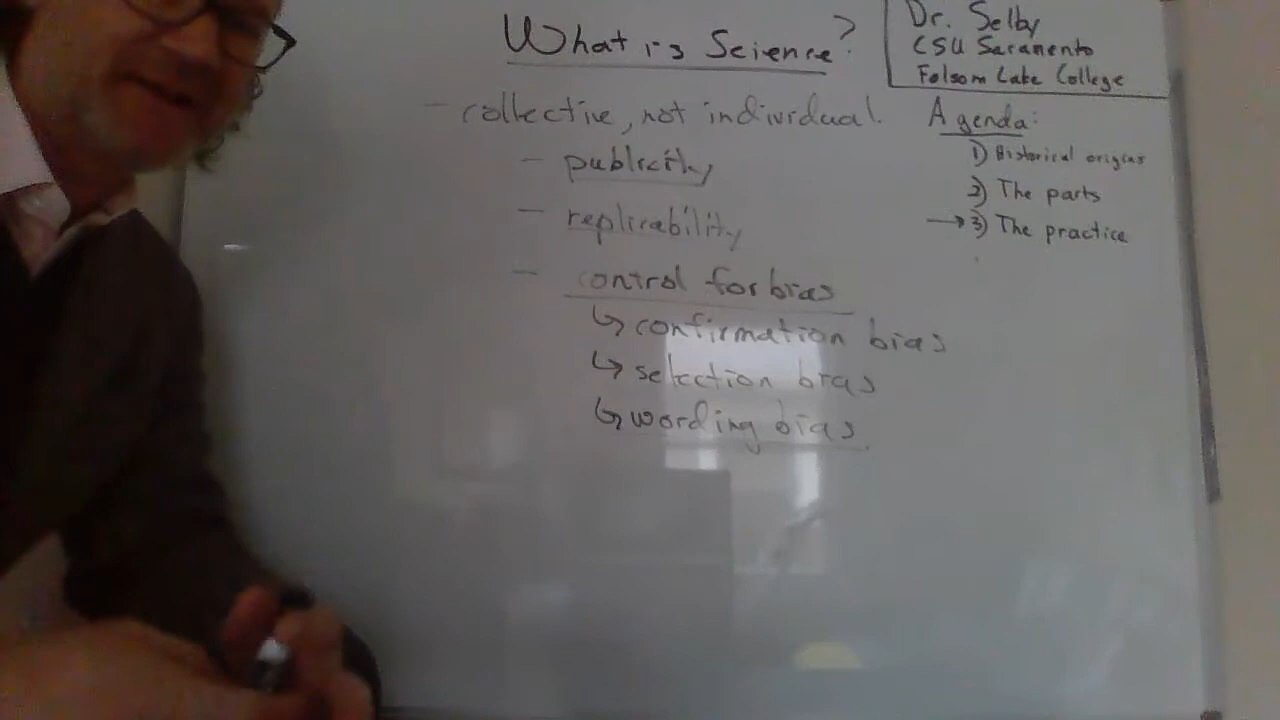 What is Science?
- collective, not individual.
- publicity
- replicability
- control for bias
↳ confirmation bias
↳ selection bias
↳ wording bias
Dr. Selby
CSU Saramento
Folsom Lake College
Agenda:
1) Historical origins
2) The parts
→ 3) The practice